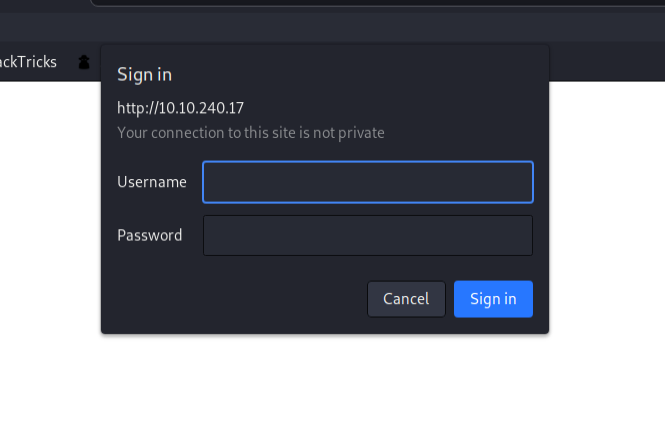 ackTricks
Sign in
http://10.10.240.17
Your connection to this site is not private
Username
Password
Cancel Sign in